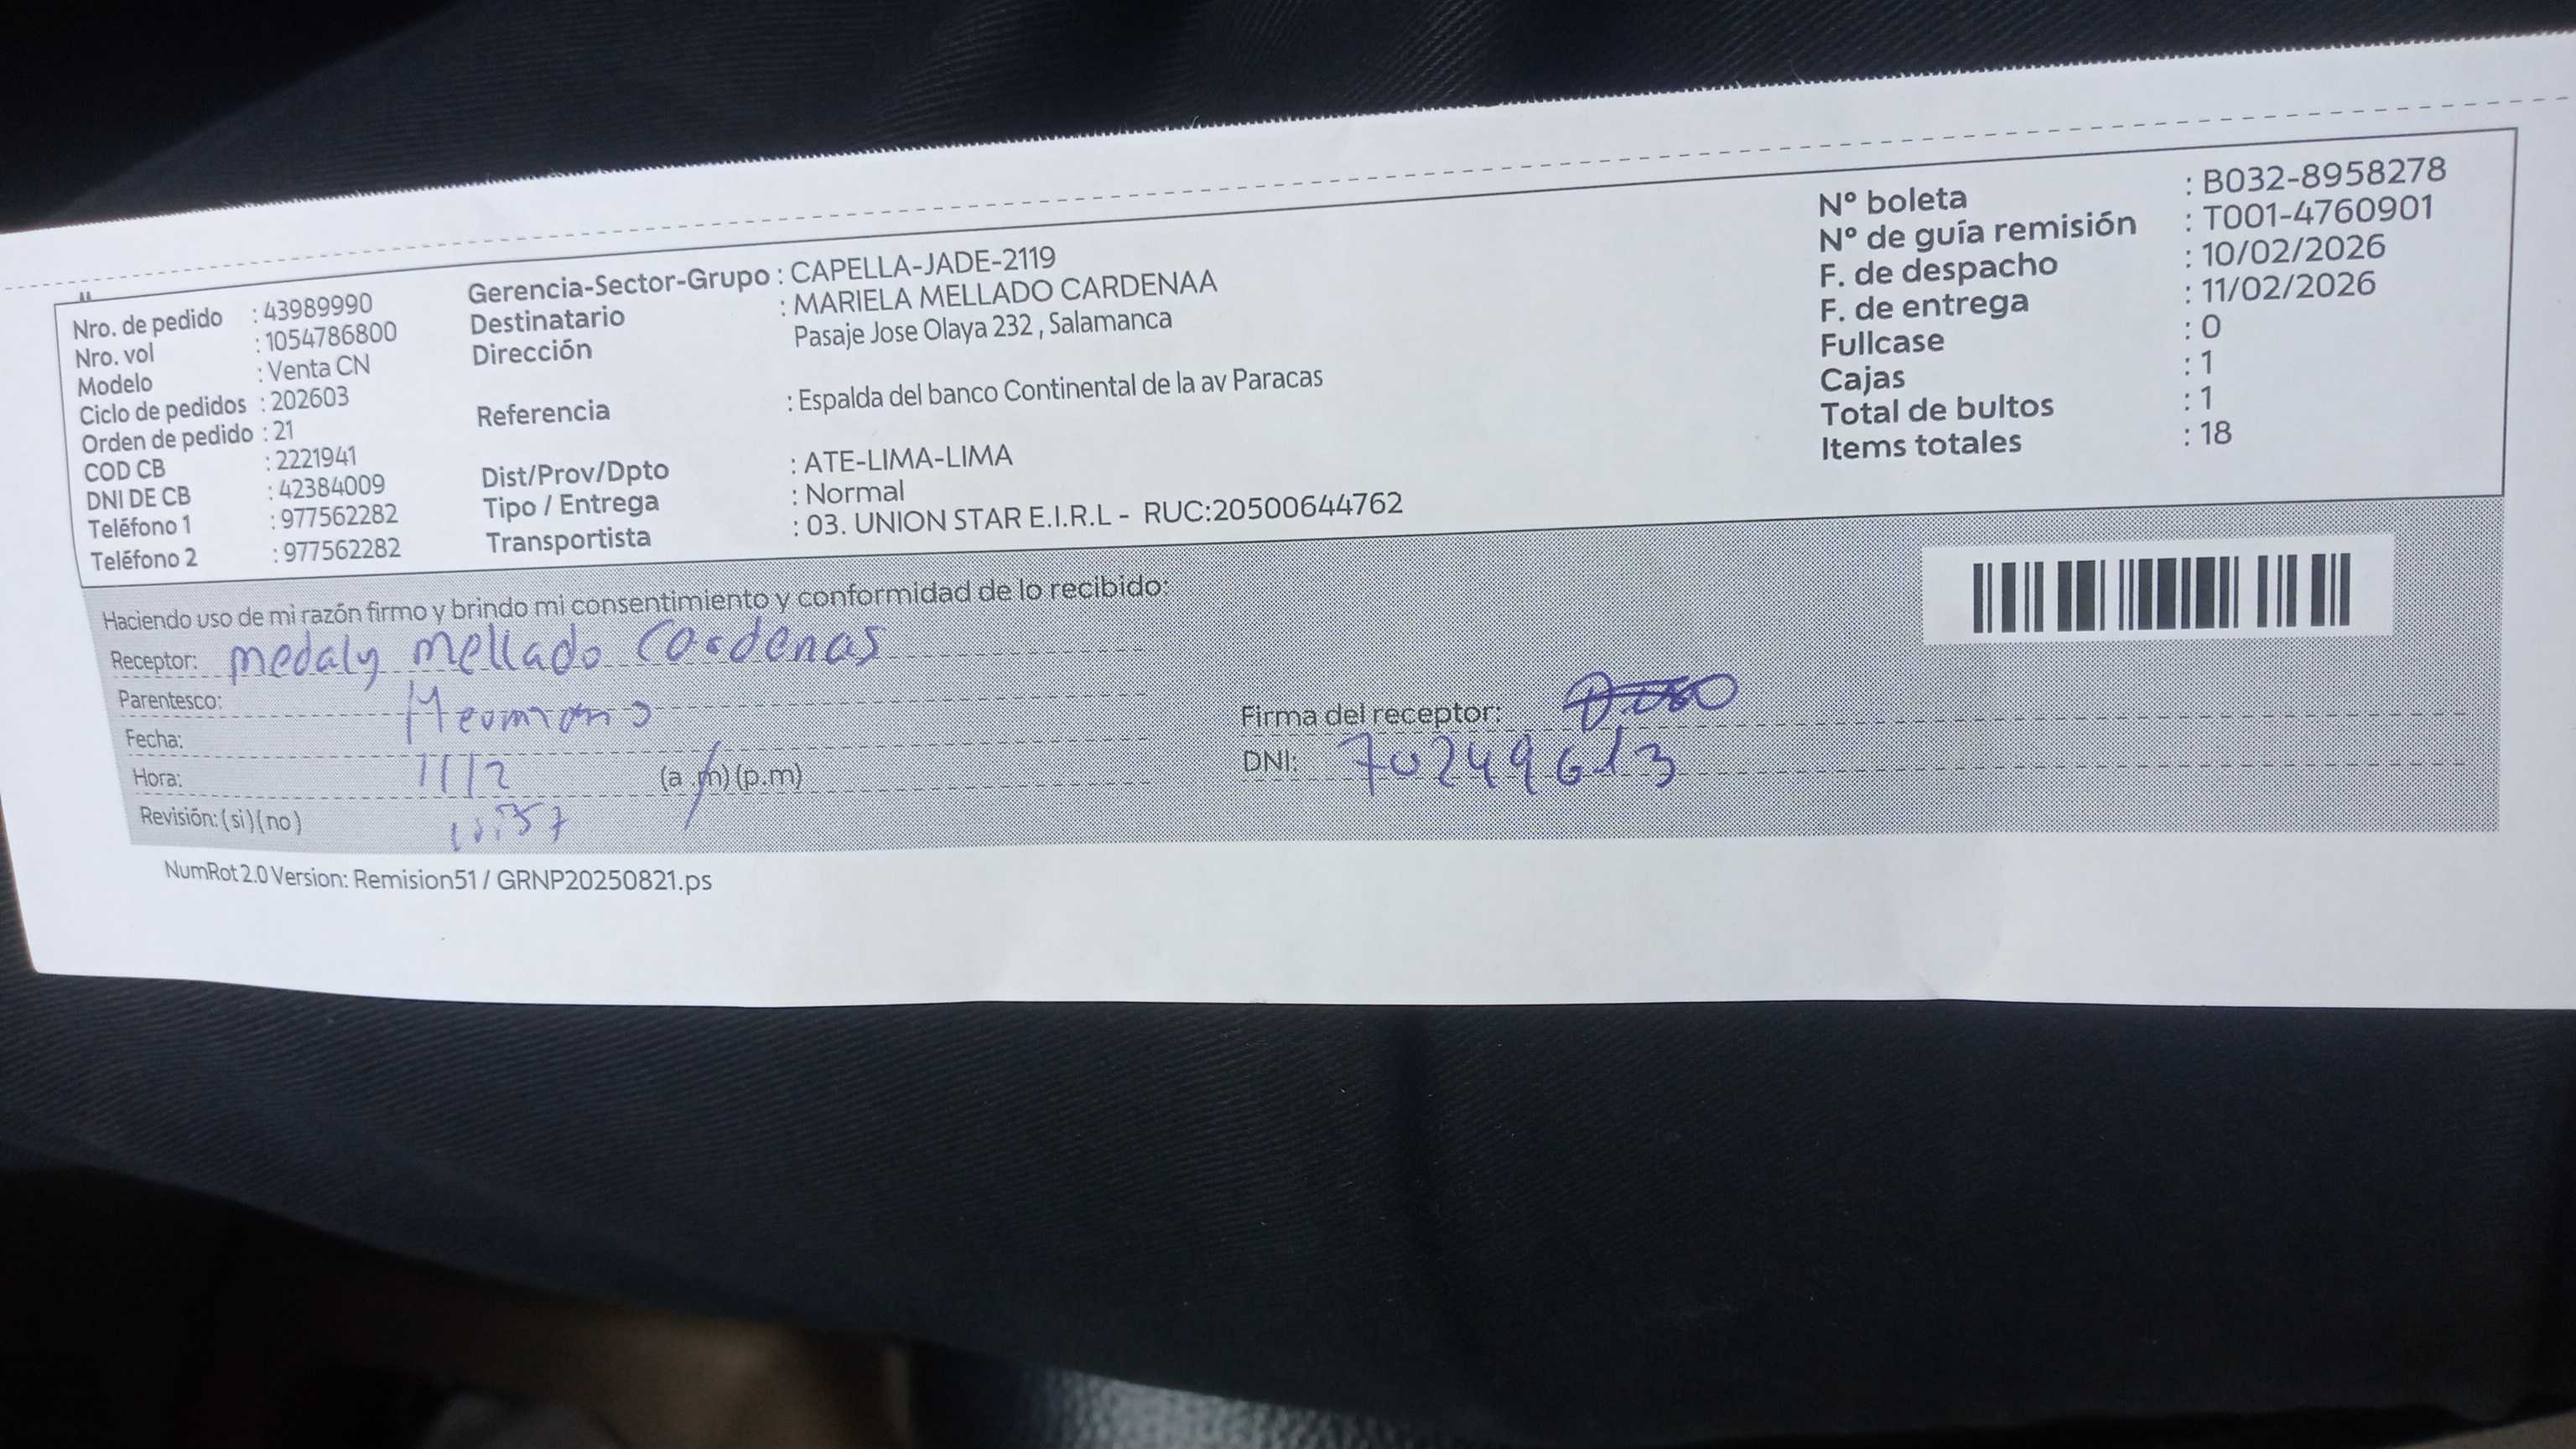 Nro. de pedido : 43989990
Nro. vol : 1054786800
Modelo : Venta CN
Ciclo de pedidos : 202603
Orden de pedido : 21
COD CB : 2221941
DNI DE CB : 42384009
Teléfono 1 : 977562282
Teléfono 2 : 977562282
Gerencia-Sector-Grupo : CAPELLA-JADE-2119
Destinatario : MARIELA MELLADO CARDENAA
Dirección Pasaje Jose Olaya 232 , Salamanca
Referencia : Espalda del banco Continental de la av Paracas
Dist/Prov/Dpto : ATE-LIMA-LIMA
Tipo / Entrega : Normal
Transportista : 03. UNION STAR E.I.R.L - RUC:20500644762
Nº boleta : B032-8958278
Nº de guía remisión : T001-4760901
F. de despacho : 10/02/2026
F. de entrega : 11/02/2026
Fullcase : 0
Cajas : 1
Total de bultos : 1
Items totales : 18
Haciendo uso de mi razón firmo y brindo mi consentimiento y conformidad de lo recibido:
Receptor: medaly mellado Cardenas
Parentesco: Hermano
Fecha:
Hora: 11/2 (a.m)(p.m)
Revisión: (si)(no)
Firma del receptor:
DNI: 70249613
NumRot 2.0 Version: Remision51 / GRNP20250821.ps